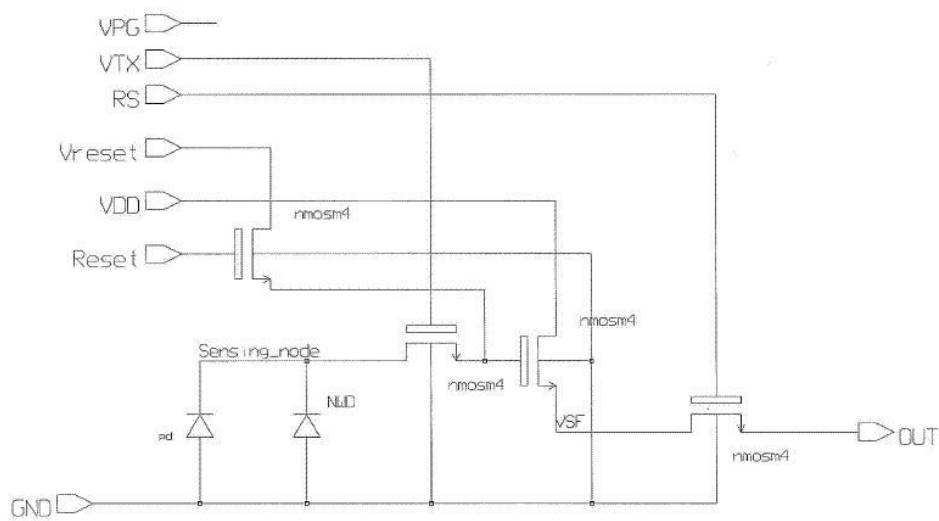 VPG
VTX
RS
Vreset
VDD
nmosm4
Reset
nmosm4
Sensing_node
nmosm4
NWD
pd
VSF
OUT
nmosm4
GND